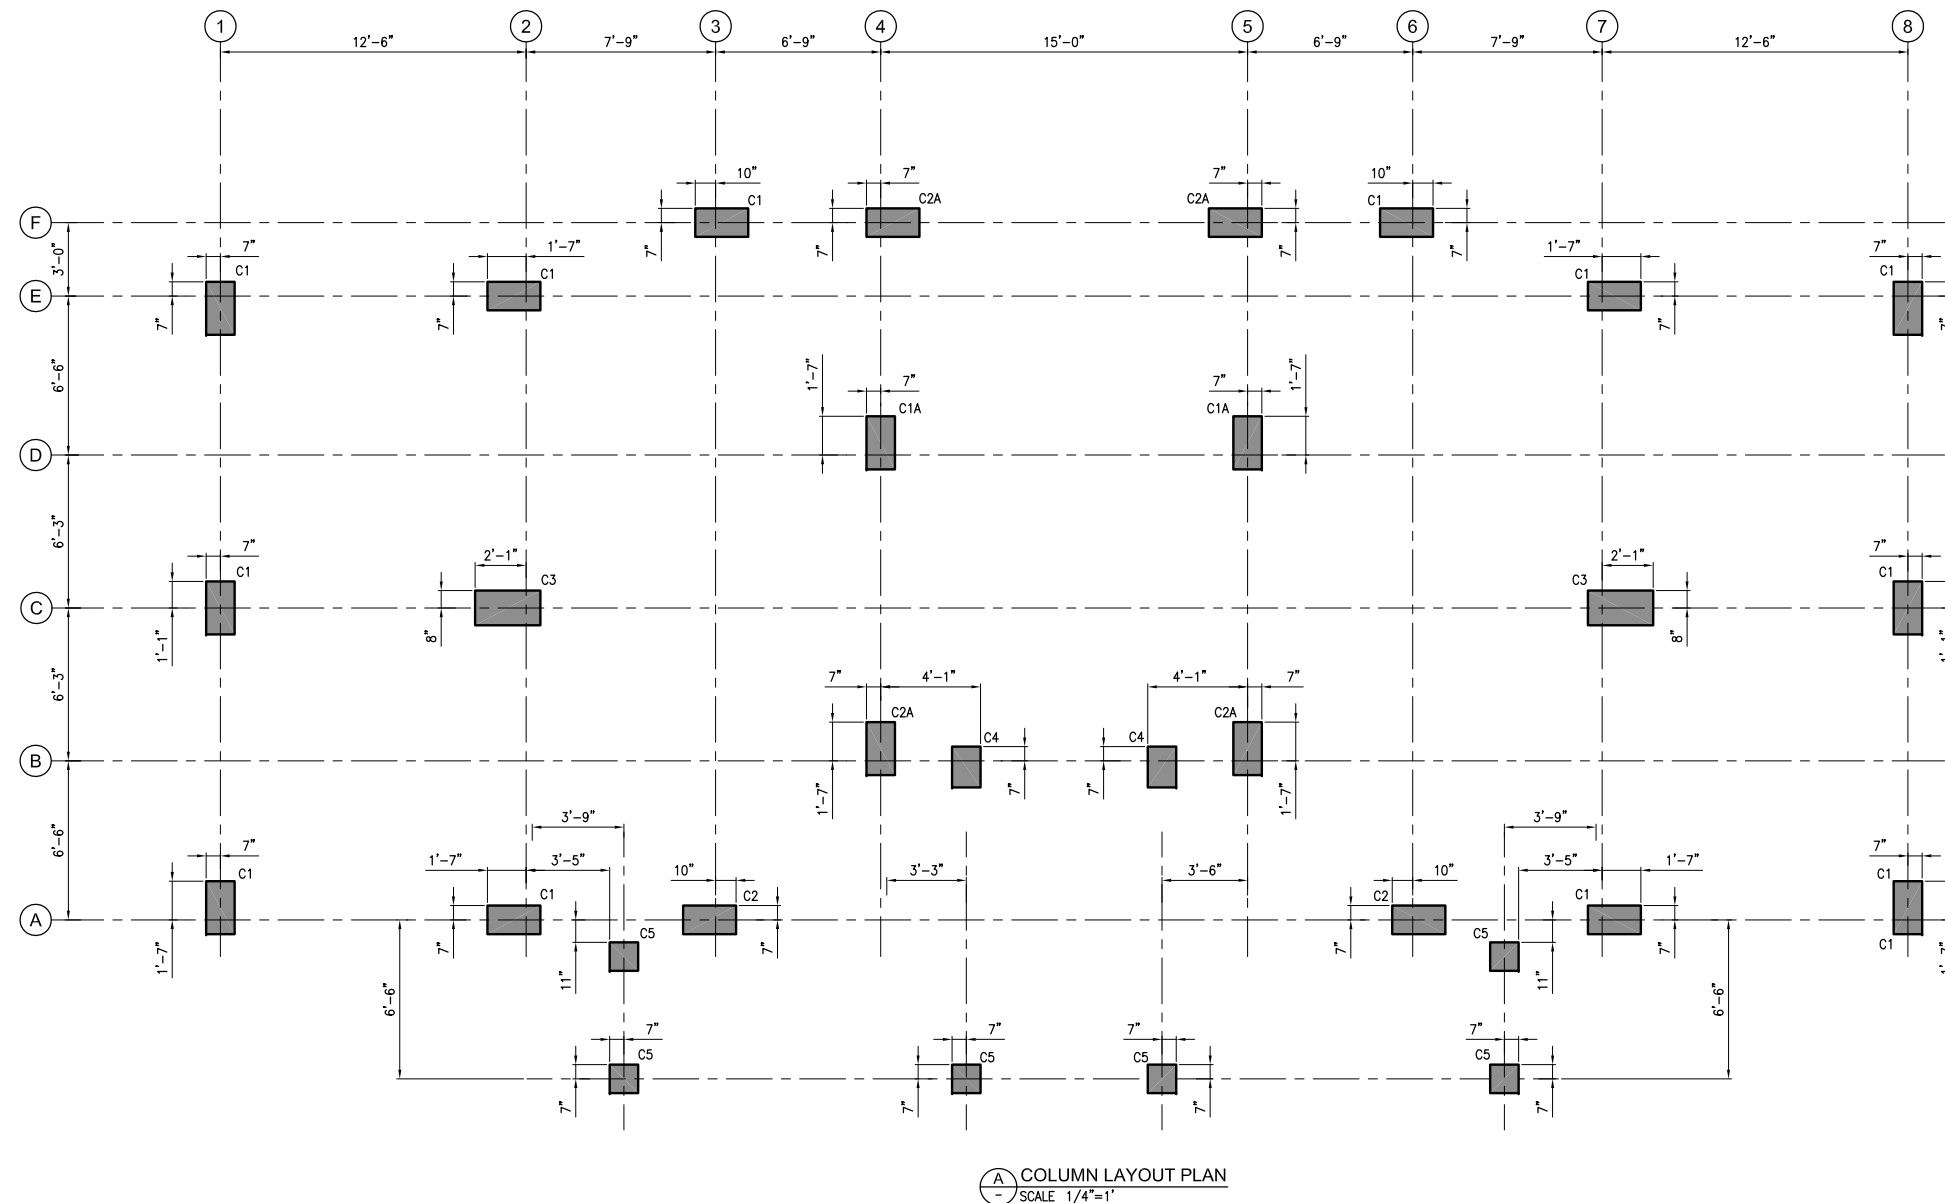 1 2 3 4 5 6 7 8
12'-6" 7'-9" 6'-9" 15'-0" 6'-9" 7'-9" 12'-6"
10" 7" 7" 10"
C1 C2A C2A C1
F
7" 7" 7" 7"
3'-0"
7" 1'-7" 1'-7" 7"
C1 C1 C1 C1
E
7" 7" 7" 7"
6'-6"
1'-7" 7" 7" 1'-7"
C1A C1A
D
6'-3"
7" 2'-1" 2'-1" 7"
C1 C3 C3 C1
C
1'-1" 8" 8" 1'-1"
6'-3"
7" 4'-1" 4'-1" 7"
C2A C4 C4 C2A
B
1'-7" 7" 7" 1'-7"
6'-6"
3'-9" 3'-9"
7" 1'-7" 3'-5" 10" 3'-3" 3'-6" 10" 3'-5" 1'-7" 7"
C1 C1 C2 C2 C1 C1
A
1'-7" 7" 7" 7" 7" 1'-7"
C5 C5 C1
11" 11"
6'-6" 6'-6"
7" 7" 7" 7"
C5 C5 C5 C5
7" 7" 7" 7"
A COLUMN LAYOUT PLAN
- SCALE 1/4"=1'